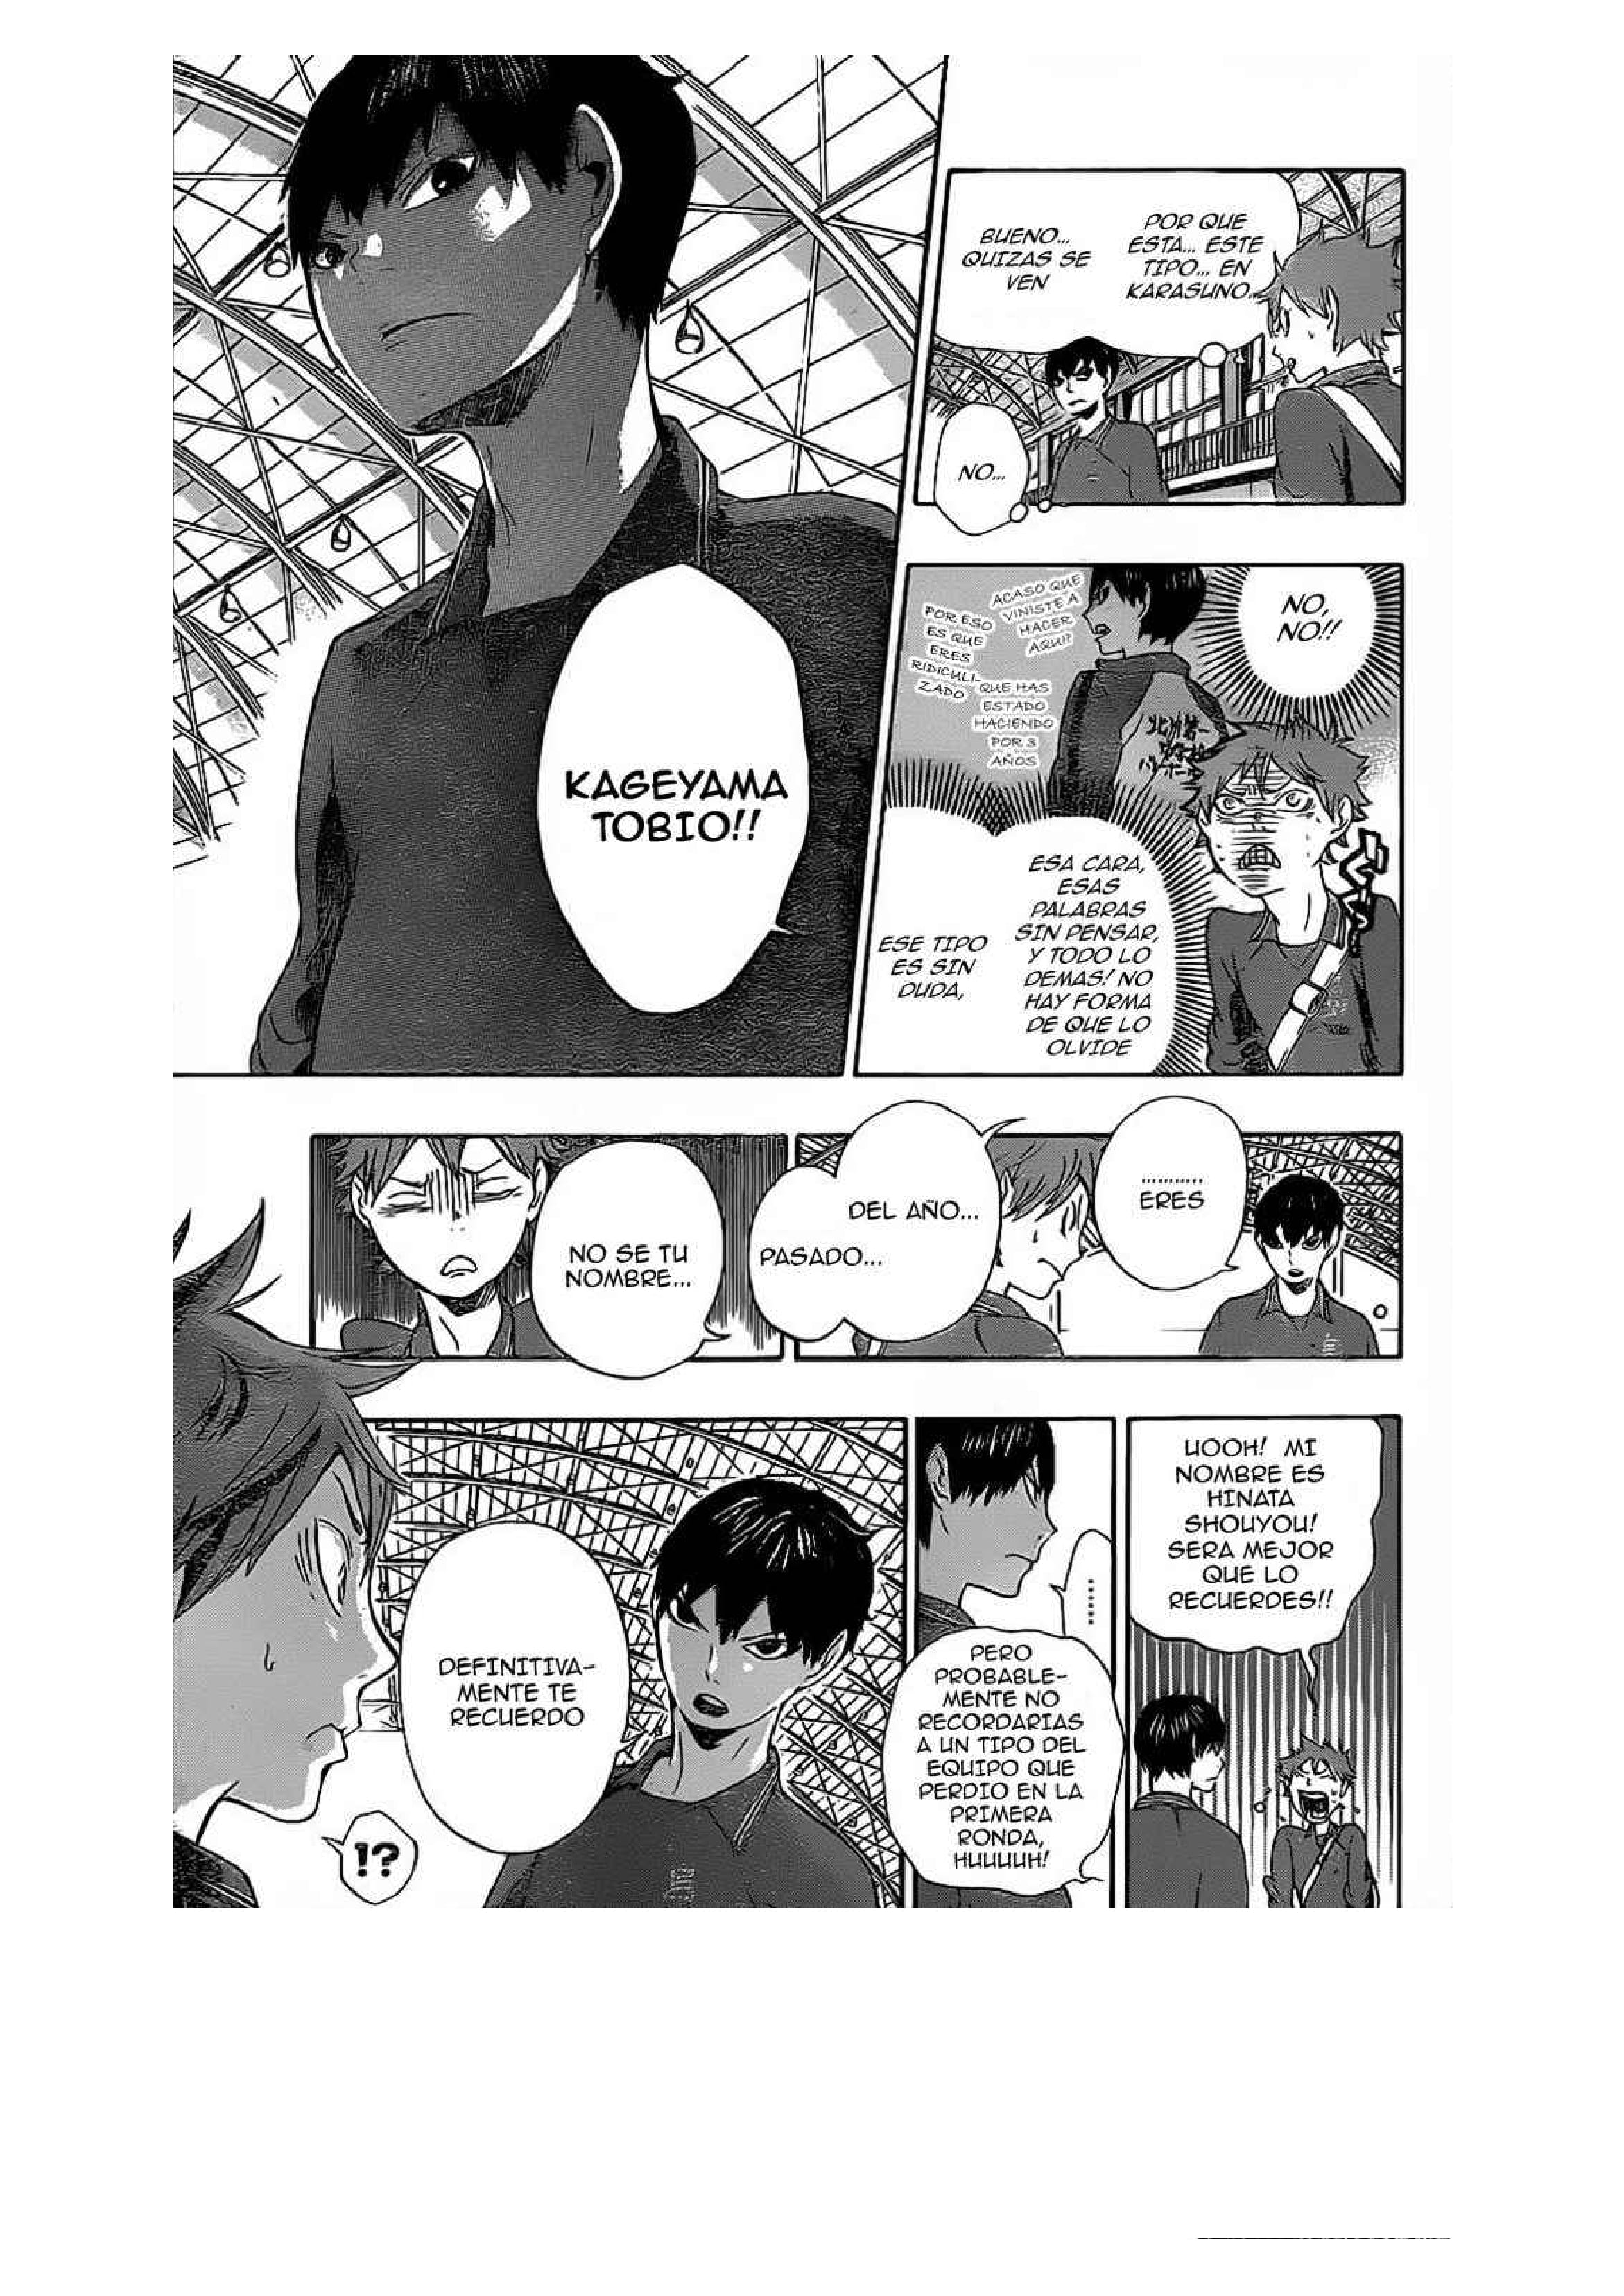 POR QUE
ESTA... ESTE
TIPO... EN
KARASUNO...
BUENO...
QUIZAS SE
VEN
NO...
NO,
NO!!
ACASO QUE
VINISTE A
HACER
AQUI?
POR ESO
ES QUE
ERES
RIDICULI-
ZADO
QUE HAS
ESTADO
HACIENDO
POR 3
AÑOS
ESA CARA,
ESAS
PALABRAS
SIN PENSAR,
Y TODO LO
DEMAS! NO
HAY FORMA
DE QUE LO
OLVIDE
ESE TIPO
ES SIN
DUDA,
KAGEYAMA
TOBIO!!
...........
ERES
DEL AÑO...
PASADO...
NO SE TU
NOMBRE...
UOOH! MI
NOMBRE ES
HINATA
SHOUYOU!
SERA MEJOR
QUE LO
RECUERDES!!
.......
PERO
PROBABLE-
MENTE NO
RECORDARIAS
A UN TIPO DEL
EQUIPO QUE
PERDIO EN LA
PRIMERA
RONDA,
HUUUUH!
DEFINITIVA-
MENTE TE
RECUERDO
!?